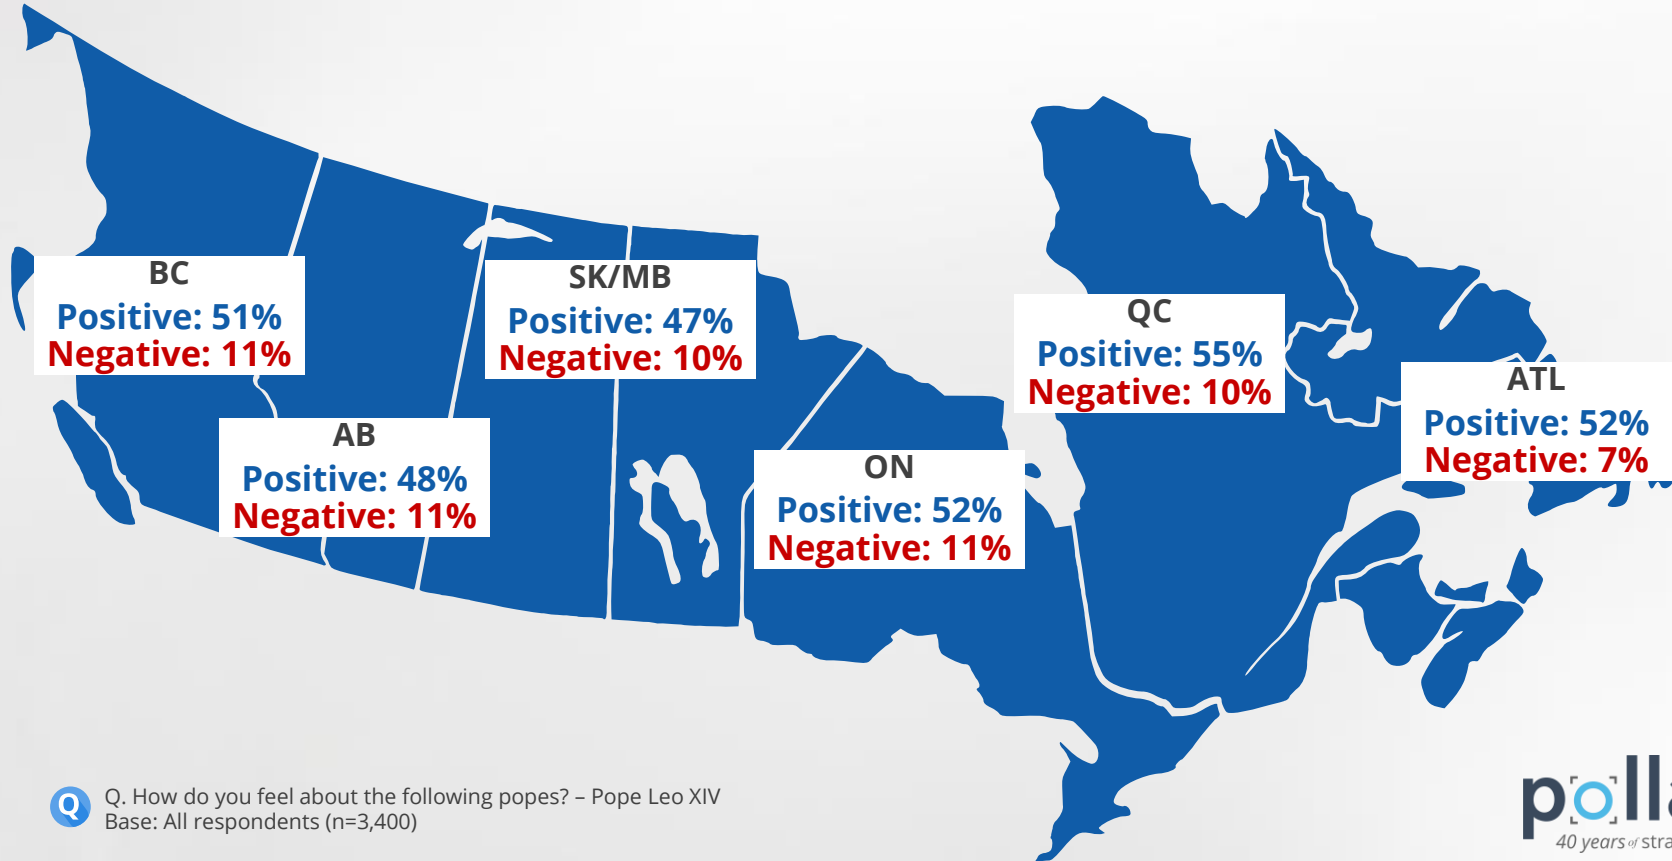 BC
Positive: 51%
Negative: 11%
SK/MB
Positive: 47%
Negative: 10%
QC
Positive: 55%
Negative: 10%
ATL
Positive: 52%
Negative: 7%
AB
Positive: 48%
Negative: 11%
ON
Positive: 52%
Negative: 11%
Q
Q. How do you feel about the following popes? – Pope Leo XIV
Base: All respondents (n=3,400)
40 years of